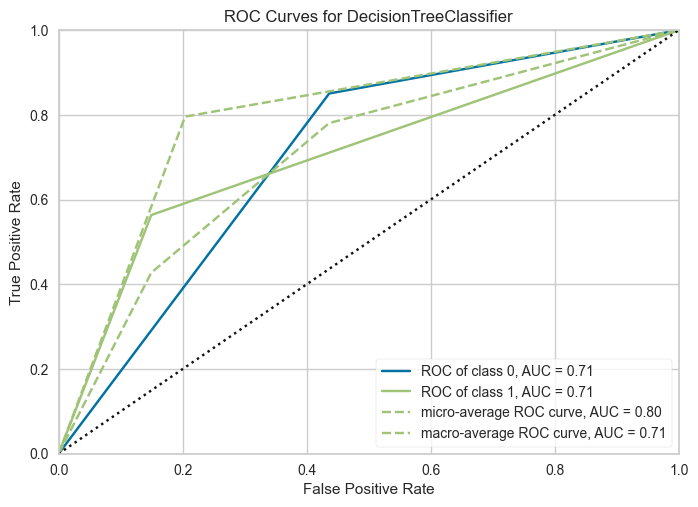 ROC Curves for DecisionTreeClassifier
1.0
0.8
0.6
0.4
0.2
0.0
True Positive Rate
0.0 0.2 0.4 0.6 0.8 1.0
False Positive Rate
ROC of class 0, AUC = 0.71
ROC of class 1, AUC = 0.71
micro-average ROC curve, AUC = 0.80
macro-average ROC curve, AUC = 0.71